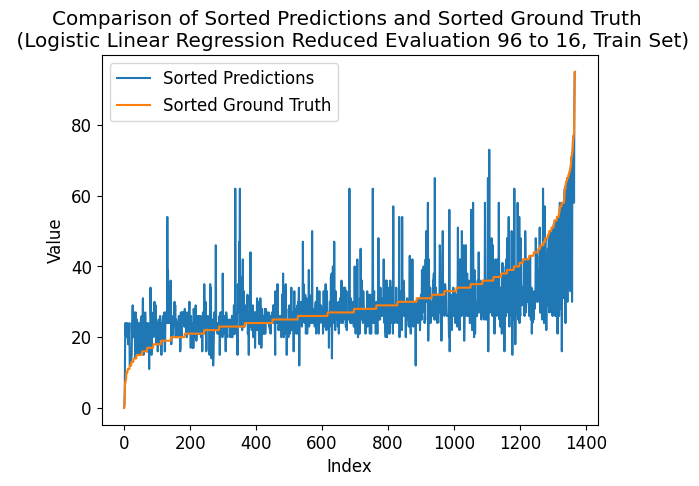 Comparison of Sorted Predictions and Sorted Ground Truth
(Logistic Linear Regression Reduced Evaluation 96 to 16, Train Set)
Sorted Predictions
Sorted Ground Truth
80
60
40
20
0
Value
0 200 400 600 800 1000 1200 1400
Index